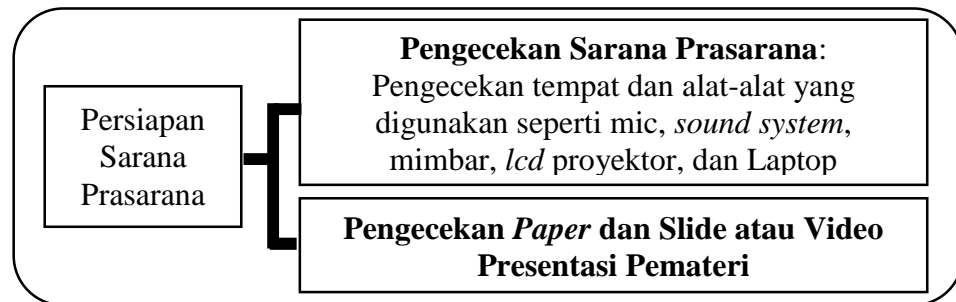 Persiapan
Sarana
Prasarana
Pengecekan Sarana Prasarana:
Pengecekan tempat dan alat-alat yang
digunakan seperti mic, sound system,
mimbar, lcd proyektor, dan Laptop
Pengecekan Paper dan Slide atau Video
Presentasi Pemateri